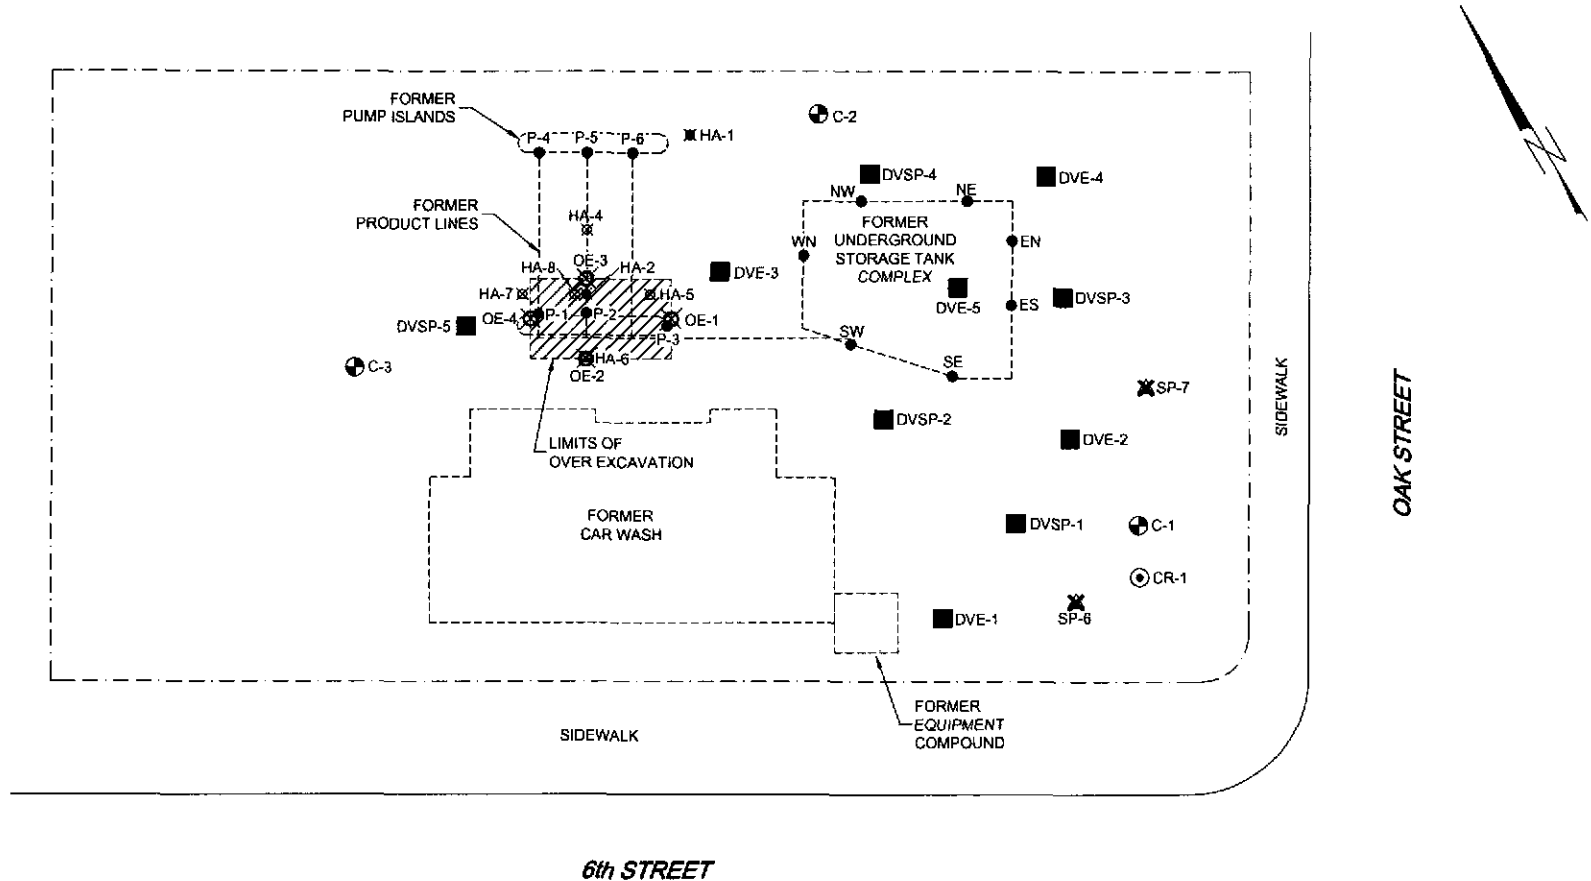 FORMER
PUMP ISLANDS
P-4 P-5 P-6
HA-1
C-2
DVSP-4
DVE-4
NW
NE
FORMER
PRODUCT LINES
HA-4
FORMER
UNDERGROUND
STORAGE TANK
COMPLEX
WN
EN
OE-3
HA-8
HA-2
DVE-3
HA-7
HA-5
DVE-5
ES
DVSP-3
DVSP-5
OE-4
P-1
P-2
OE-1
P-3
SW
HA-6
OE-2
SE
C-3
SP-7
DVSP-2
DVE-2
LIMITS OF
OVER EXCAVATION
FORMER
CAR WASH
DVSP-1
C-1
CR-1
DVE-1
SP-6
FORMER
EQUIPMENT
COMPOUND
SIDEWALK
SIDEWALK
OAK STREET
6th STREET
N